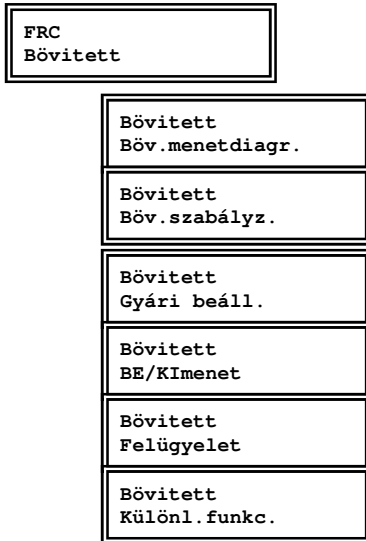 FRC
Bövitett
Bövitett
Böv.menetdiagr.
Bövitett
Böv.szabályz.
Bövitett
Gyári beáll.
Bövitett
BE/KImenet
Bövitett
Felügyelet
Bövitett
Különl.funkc.